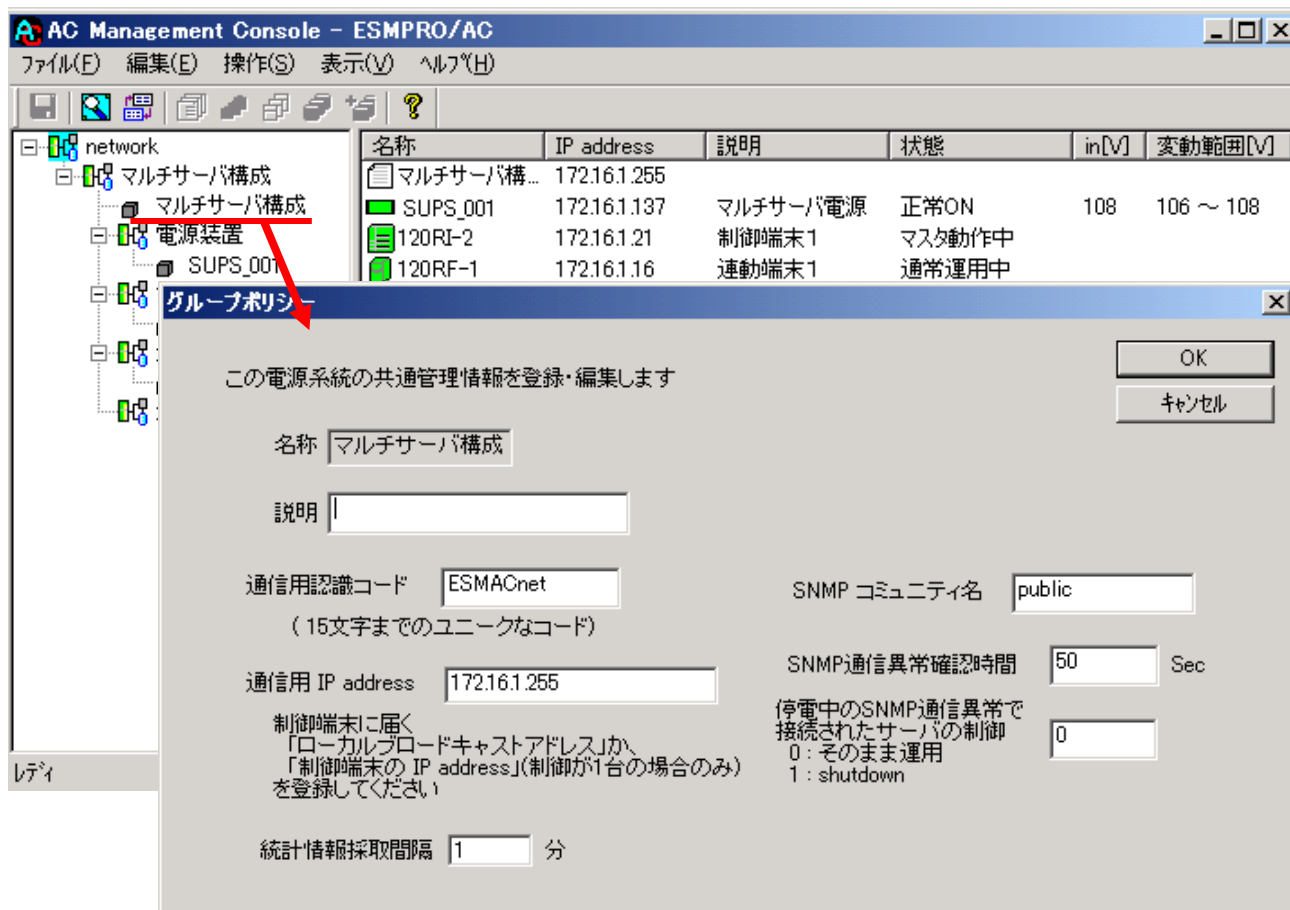 AC Management Console - ESMPRO/AC
ファイル(F) 編集(E) 操作(S) 表示(V) ヘルプ(H)
network
マルチサーバ構成
マルチサーバ構成
電源装置
SUPS_001
名称 IP address 説明 状態 in[V] 変動範囲[V]
マルチサーバ構... 172.16.1.255
SUPS_001 172.16.1.137 マルチサーバ電源 正常ON 108 106 ～ 108
120RI-2 172.16.1.21 制御端末1 マスタ動作中
120RF-1 172.16.1.16 連動端末1 通常運用中
グループポリシー
この電源系統の共通管理情報を登録・編集します
OK
キャンセル
名称 マルチサーバ構成
説明
通信用認識コード ESMACnet
( 15文字までのユニークなコード)
通信用 IP address 172.16.1.255
制御端末に届く
「ローカルブロードキャストアドレス」か、
「制御端末の IP address」(制御が1台の場合のみ)
を登録してください
統計情報採取間隔 1 分
SNMP コミュニティ名 public
SNMP通信異常確認時間 50 Sec
停電中のSNMP通信異常で
接続されたサーバの制御 0
0 : そのまま運用
1 : shutdown
レディ